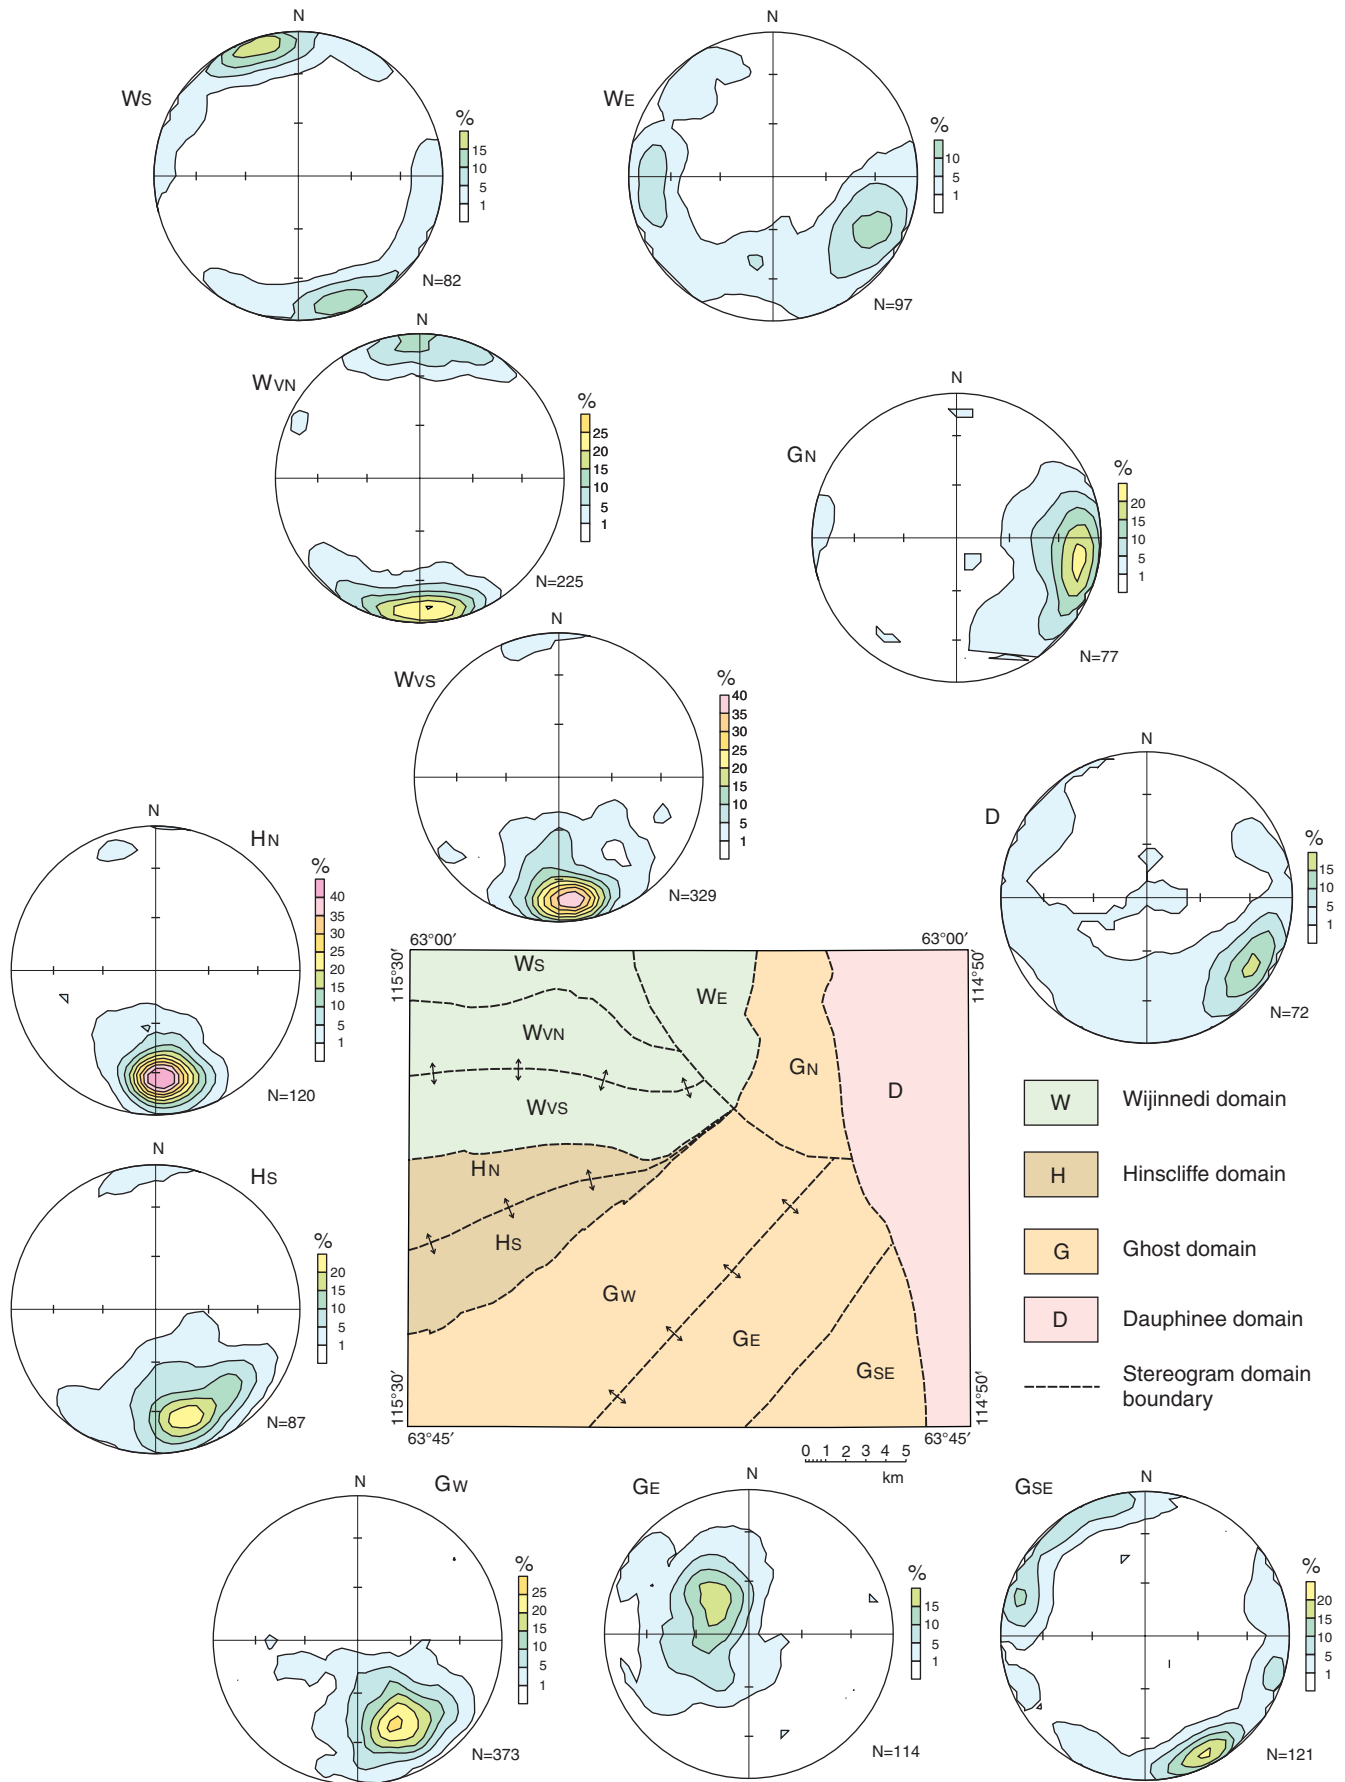 N
WS
%
15
10
5
1
N=82
N
WE
%
10
5
1
N=97
N
WVN
%
25
20
15
10
5
1
N=225
N
GN
%
20
15
10
5
1
N=77
N
WVS
%
40
35
30
25
20
15
10
5
1
N=329
N
D
%
15
10
5
1
N=72
N
HN
%
40
35
30
25
20
15
10
5
1
N=120
N
HS
%
20
15
10
5
1
N=87
63°00′
63°00′
115°30′
114°50′
WS
WE
WVN
GN
WVS
D
HN
HS
GW
GE
GSE
115°30′
114°50′
63°45′
63°45′
0 1 2 3 4 5
km
W Wijinnedi domain
H Hinscliffe domain
G Ghost domain
D Dauphinee domain
Stereogram domain
boundary
N
GW
%
25
20
15
10
5
1
N=373
N
GE
%
15
10
5
1
N=114
N
GSE
%
20
15
10
5
1
N=121